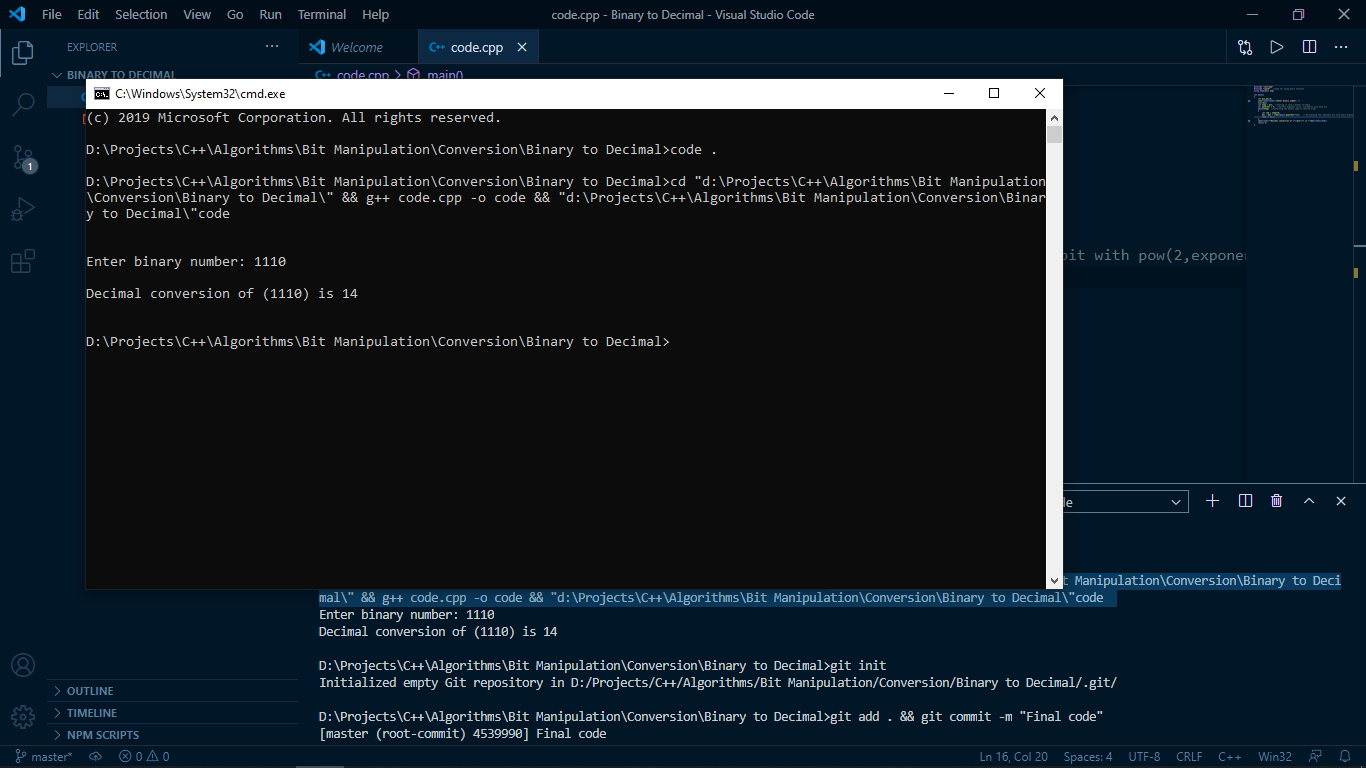 File Edit Selection View Go Run Terminal Help code.cpp - Binary to Decimal - Visual Studio Code
EXPLORER
Welcome
code.cpp
BINARY TO DECIMAL
code.cpp > main()
C:\Windows\System32\cmd.exe
(c) 2019 Microsoft Corporation. All rights reserved.
D:\Projects\C++\Algorithms\Bit Manipulation\Conversion\Binary to Decimal>code .
D:\Projects\C++\Algorithms\Bit Manipulation\Conversion\Binary to Decimal>cd "d:\Projects\C++\Algorithms\Bit Manipulation
\Conversion\Binary to Decimal\" && g++ code.cpp -o code && "d:\Projects\C++\Algorithms\Bit Manipulation\Conversion\Binar
y to Decimal\"code
Enter binary number: 1110
Decimal conversion of (1110) is 14
D:\Projects\C++\Algorithms\Bit Manipulation\Conversion\Binary to Decimal>
1
bit with pow(2,expone
de
t Manipulation\Conversion\Binary to Deci
mal\" && g++ code.cpp -o code && "d:\Projects\C++\Algorithms\Bit Manipulation\Conversion\Binary to Decimal\"code
Enter binary number: 1110
Decimal conversion of (1110) is 14
D:\Projects\C++\Algorithms\Bit Manipulation\Conversion\Binary to Decimal>git init
Initialized empty Git repository in D:/Projects/C++/Algorithms/Bit Manipulation/Conversion/Binary to Decimal/.git/
D:\Projects\C++\Algorithms\Bit Manipulation\Conversion\Binary to Decimal>git add . && git commit -m "Final code"
[master (root-commit) 4539990] Final code
OUTLINE
TIMELINE
NPM SCRIPTS
master* 0 0 Ln 16, Col 20 Spaces: 4 UTF-8 CRLF C++ Win32